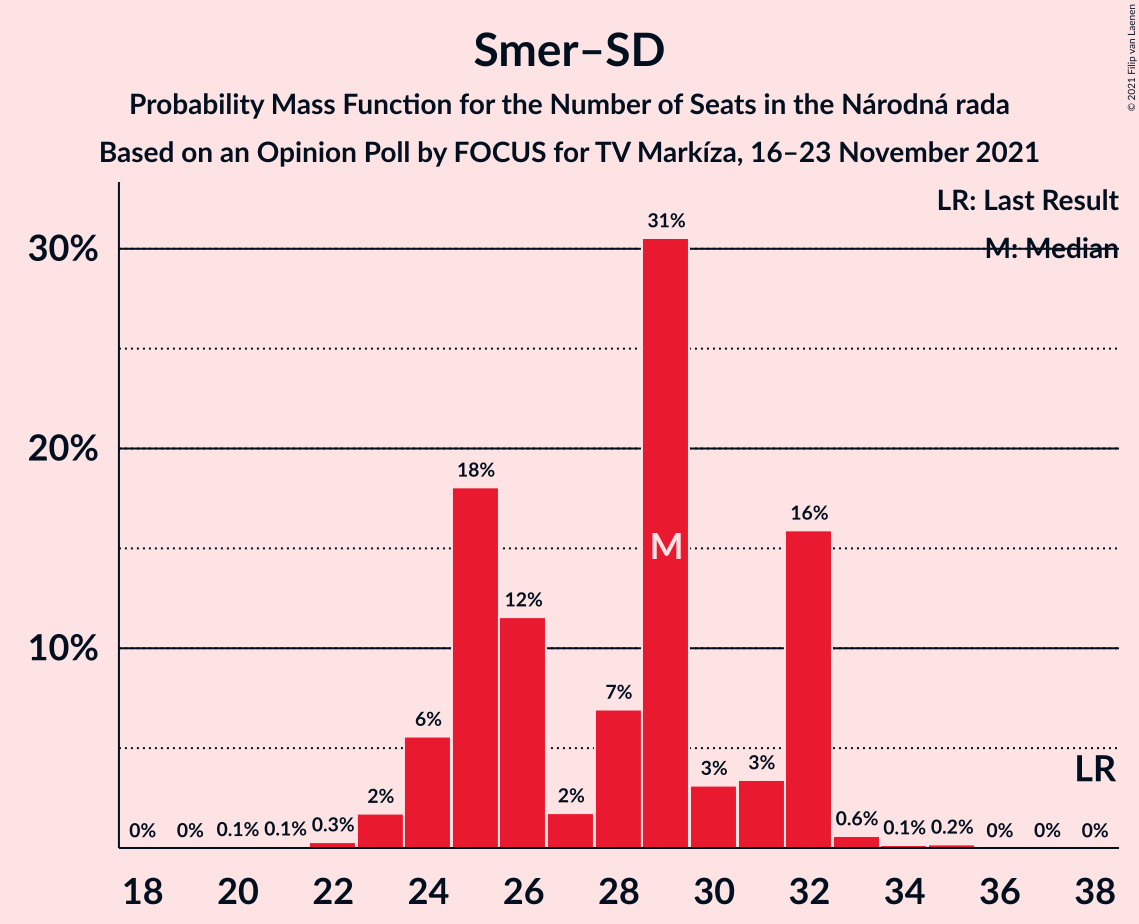 Smer–SD
Probability Mass Function for the Number of Seats in the Národná rada
Based on an Opinion Poll by FOCUS for TV Markíza, 16–23 November 2021
© 2021 Filip van Laenen
LR: Last Result
M: Median
30%
20%
10%
0% 0% 0.1% 0.1% 0.3% 2% 6% 18% 12% 2% 7% 31% 3% 3% 16% 0.6% 0.1% 0.2% 0% 0% 0%
M
LR
18 20 22 24 26 28 30 32 34 36 38